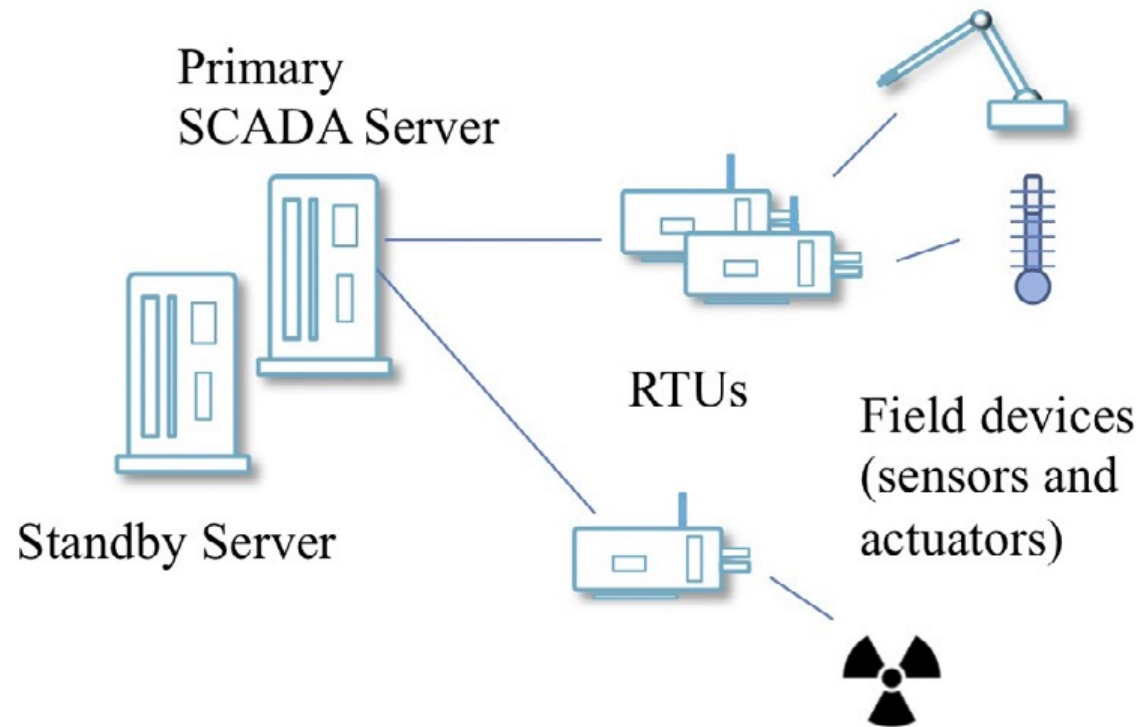 Primary
SCADA Server
RTUs
Field devices
(sensors and
actuators)
Standby Server